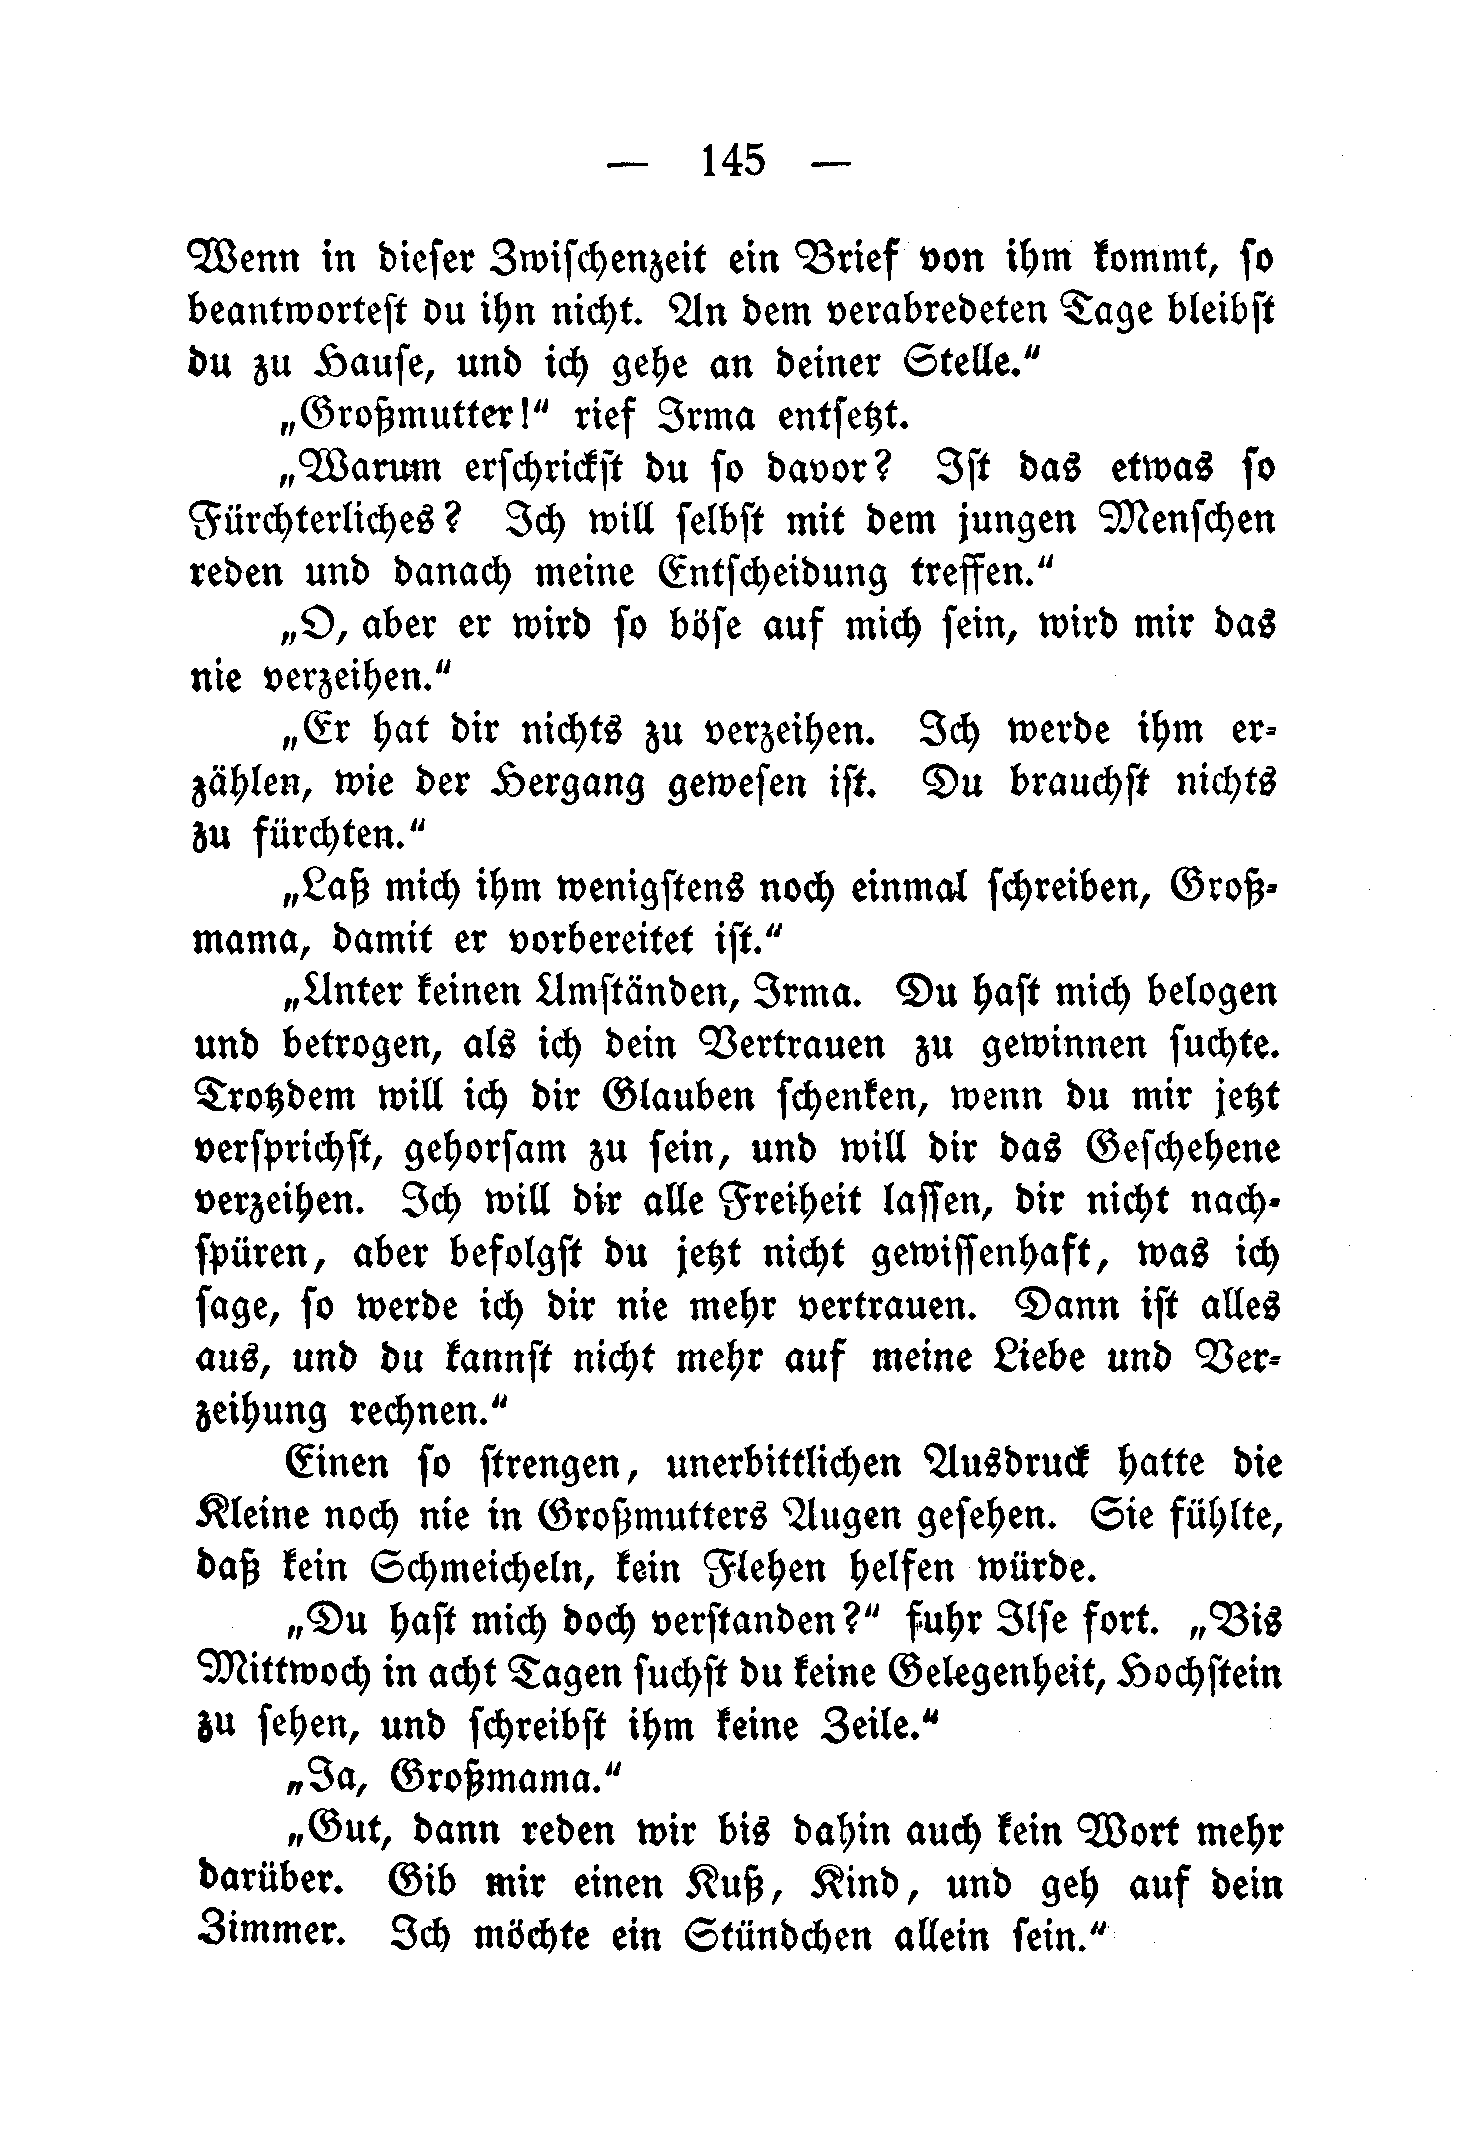 — 145 —
Wenn in dieser Zwischenzeit ein Brief von ihm kommt, so
beantwortest du ihn nicht. An dem verabredeten Tage bleibst
du zu Hause, und ich gehe an deiner Stelle.“
„Großmutter!“ rief Irma entsetzt.
„Warum erschrickst du so davor? Ist das etwas so
Fürchterliches? Ich will selbst mit dem jungen Menschen
reden und danach meine Entscheidung treffen.“
„O, aber er wird so böse auf mich sein, wird mir das
nie verzeihen.“
„Er hat dir nichts zu verzeihen. Ich werde ihm er-
zählen, wie der Hergang gewesen ist. Du brauchst nichts
zu fürchten.“
„Laß mich ihm wenigstens noch einmal schreiben, Groß-
mama, damit er vorbereitet ist.“
„Unter keinen Umständen, Irma. Du hast mich belogen
und betrogen, als ich dein Vertrauen zu gewinnen suchte.
Trotzdem will ich dir Glauben schenken, wenn du mir jetzt
versprichst, gehorsam zu sein, und will dir das Geschehene
verzeihen. Ich will dir alle Freiheit lassen, dir nicht nach-
spüren, aber befolgst du jetzt nicht gewissenhaft, was ich
sage, so werde ich dir nie mehr vertrauen. Dann ist alles
aus, und du kannst nicht mehr auf meine Liebe und Ver-
zeihung rechnen.“
Einen so strengen, unerbittlichen Ausdruck hatte die
Kleine noch nie in Großmutters Augen gesehen. Sie fühlte,
daß kein Schmeicheln, kein Flehen helfen würde.
„Du hast mich doch verstanden?“ fuhr Ilse fort. „Bis
Mittwoch in acht Tagen suchst du keine Gelegenheit, Hochstein
zu sehen, und schreibst ihm keine Zeile.“
„Ja, Großmama.“
„Gut, dann reden wir bis dahin auch kein Wort mehr
darüber. Gib mir einen Kuß, Kind, und geh auf dein
Zimmer. Ich möchte ein Stündchen allein sein.“